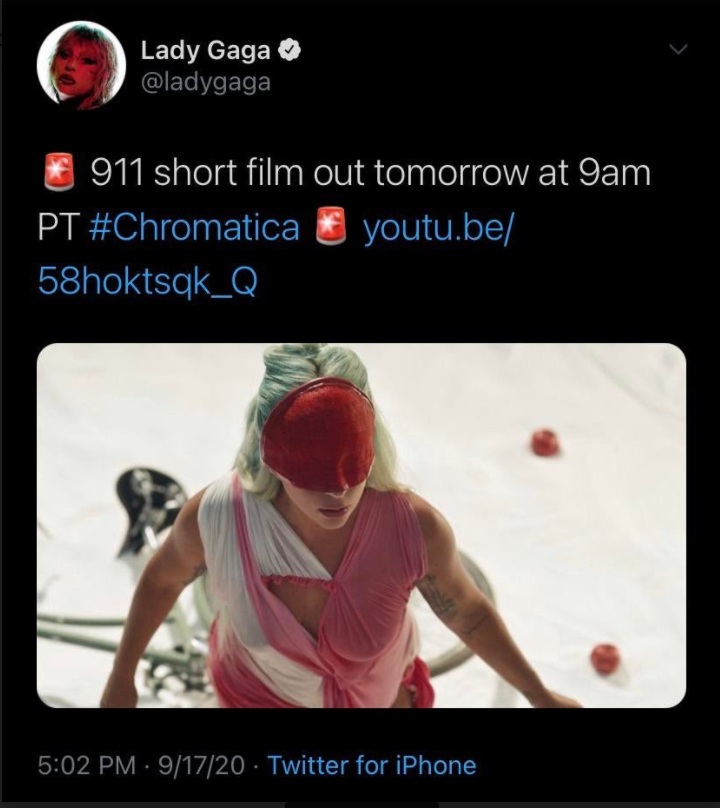 Lady Gaga
@ladygaga
🚨 911 short film out tomorrow at 9am
PT #Chromatica 🚨 youtu.be/
58hoktsqk_Q
5:02 PM · 9/17/20 · Twitter for iPhone